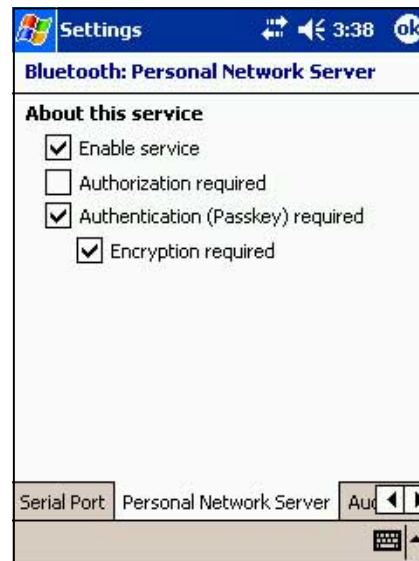 Settings 3:38 ok
Bluetooth: Personal Network Server
About this service
Enable service
Authorization required
Authentication (Passkey) required
Encryption required
Serial Port Personal Network Server